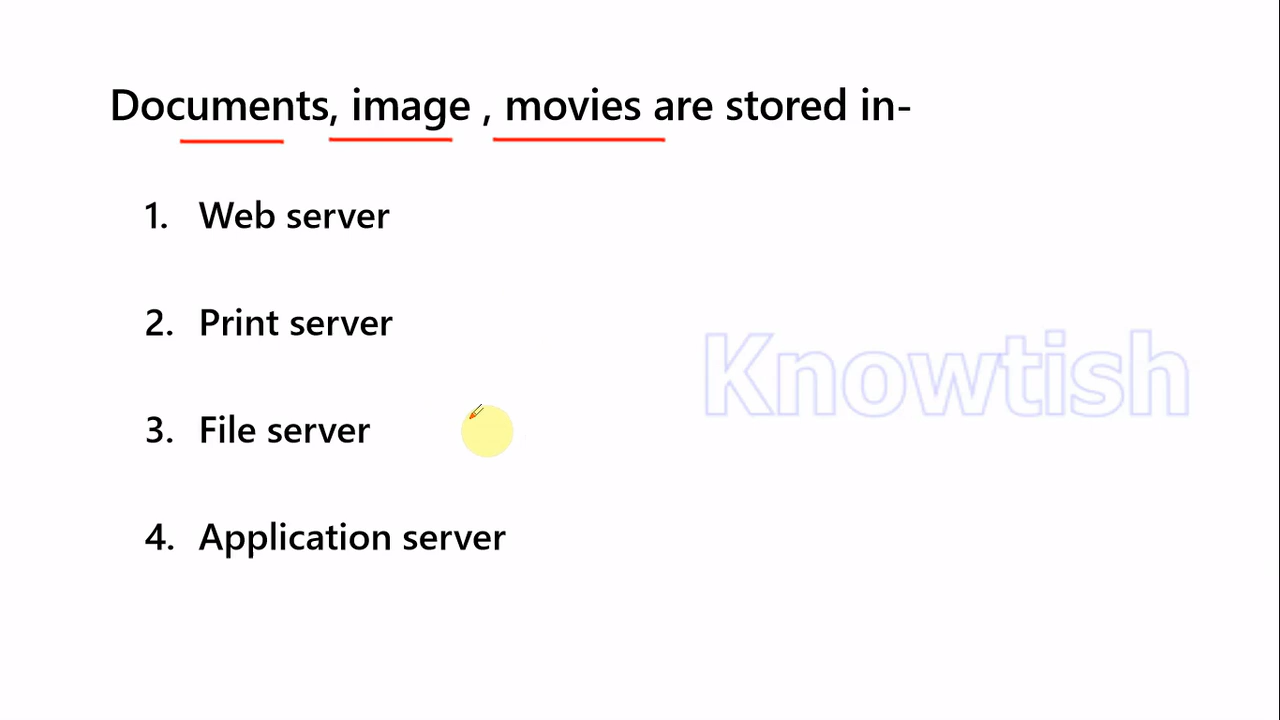 Documents, image , movies are stored in-
1. Web server
2. Print server
3. File server
4. Application server
Knowtish